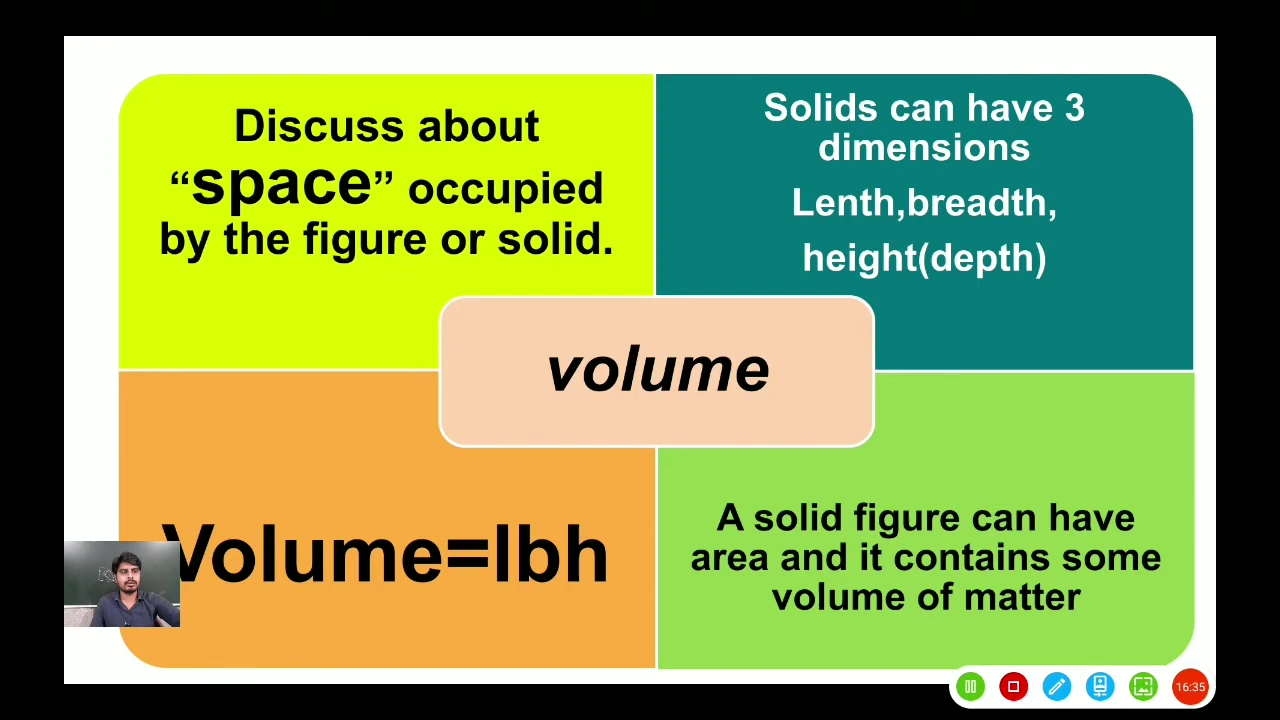 Discuss about
“space” occupied
by the figure or solid.
Solids can have 3
dimensions
Lenth,breadth,
height(depth)
volume
Volume=lbh
A solid figure can have
area and it contains some
volume of matter
16:35